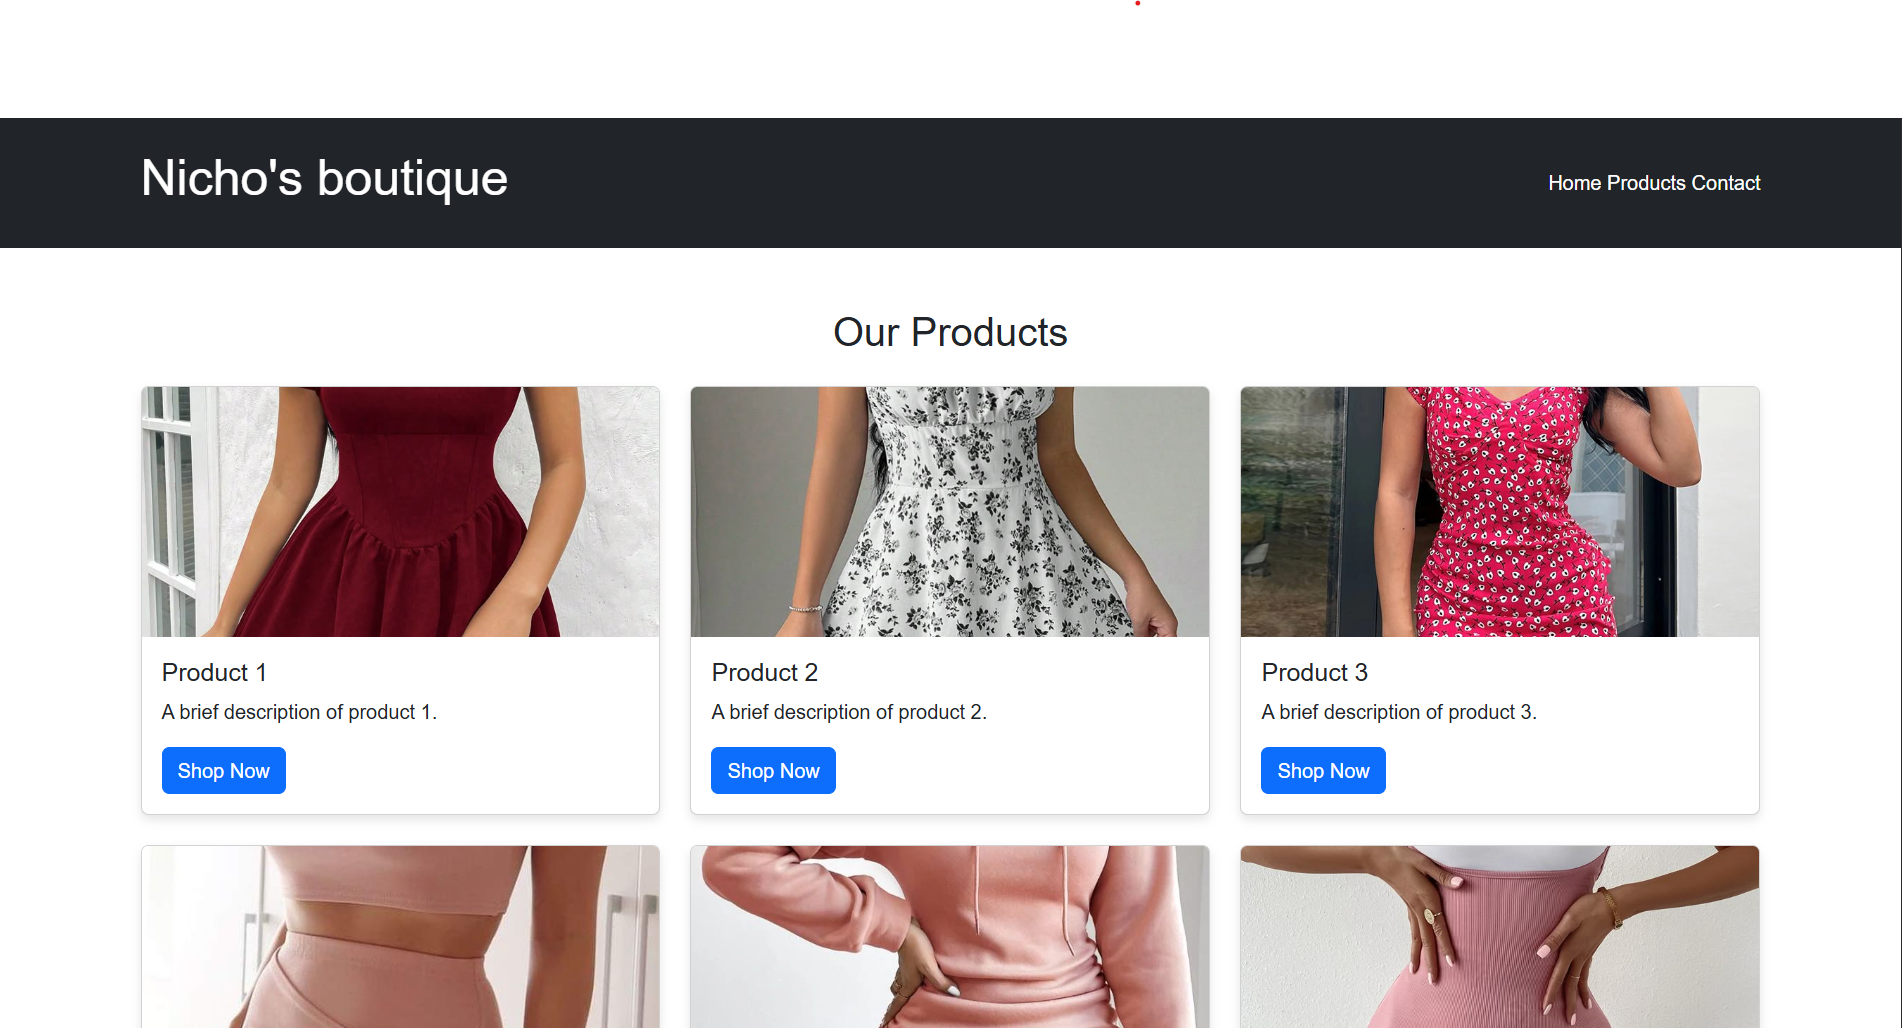 Nicho's boutique
Home Products Contact
Our Products
Product 1
A brief description of product 1.
Shop Now
Product 2
A brief description of product 2.
Shop Now
Product 3
A brief description of product 3.
Shop Now